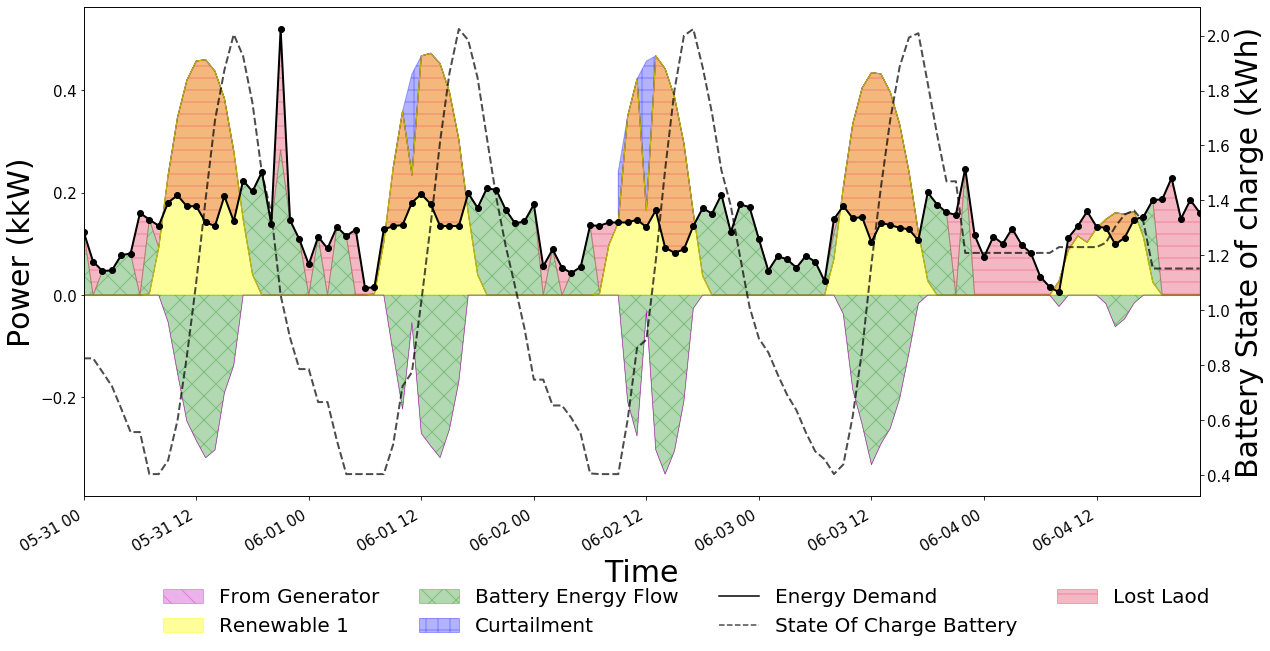 Power (kkW)
0.4
0.2
0.0
−0.2
2.0
1.8
1.6
1.4
1.2
1.0
0.8
0.6
0.4
Battery State of charge (kWh)
05-31 00
05-31 12
06-01 00
06-01 12
06-02 00
06-02 12
06-03 00
06-03 12
06-04 00
06-04 12
Time
From Generator
Battery Energy Flow
Energy Demand
Lost Laod
Renewable 1
Curtailment
State Of Charge Battery